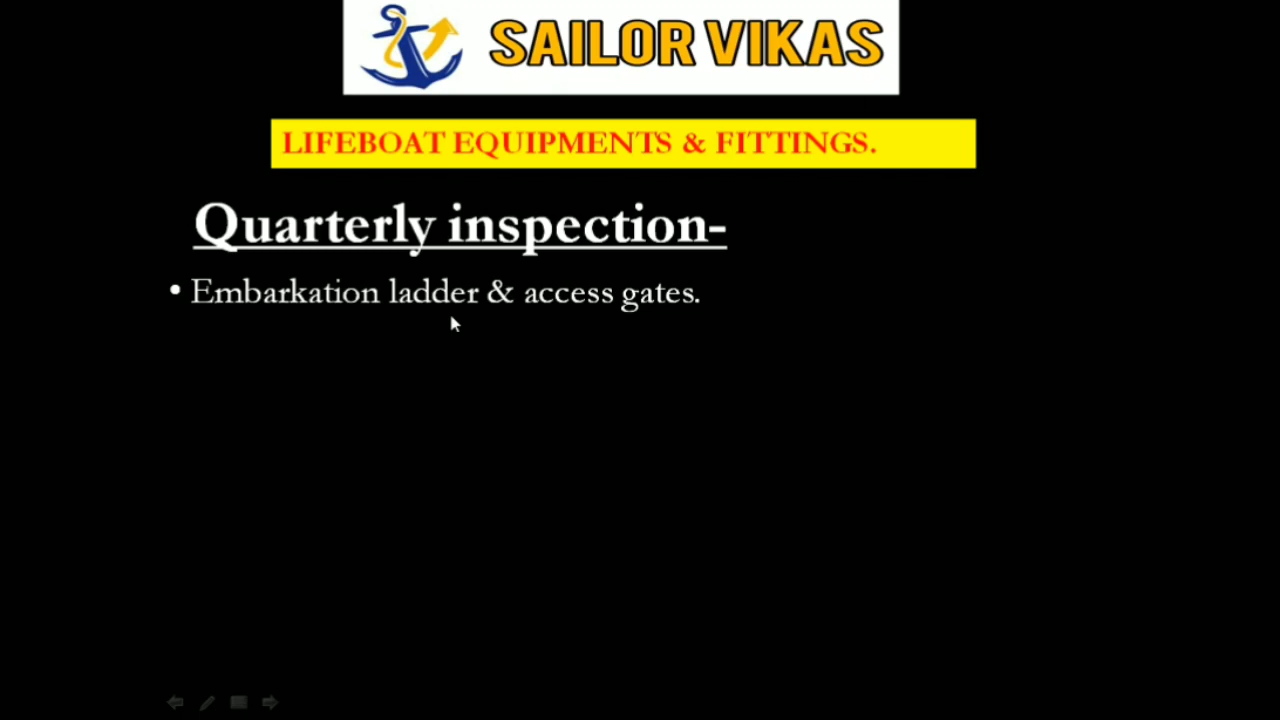 SAILOR VIKAS
LIFEBOAT EQUIPMENTS & FITTINGS.
Quarterly inspection-
• Embarkation ladder & access gates.